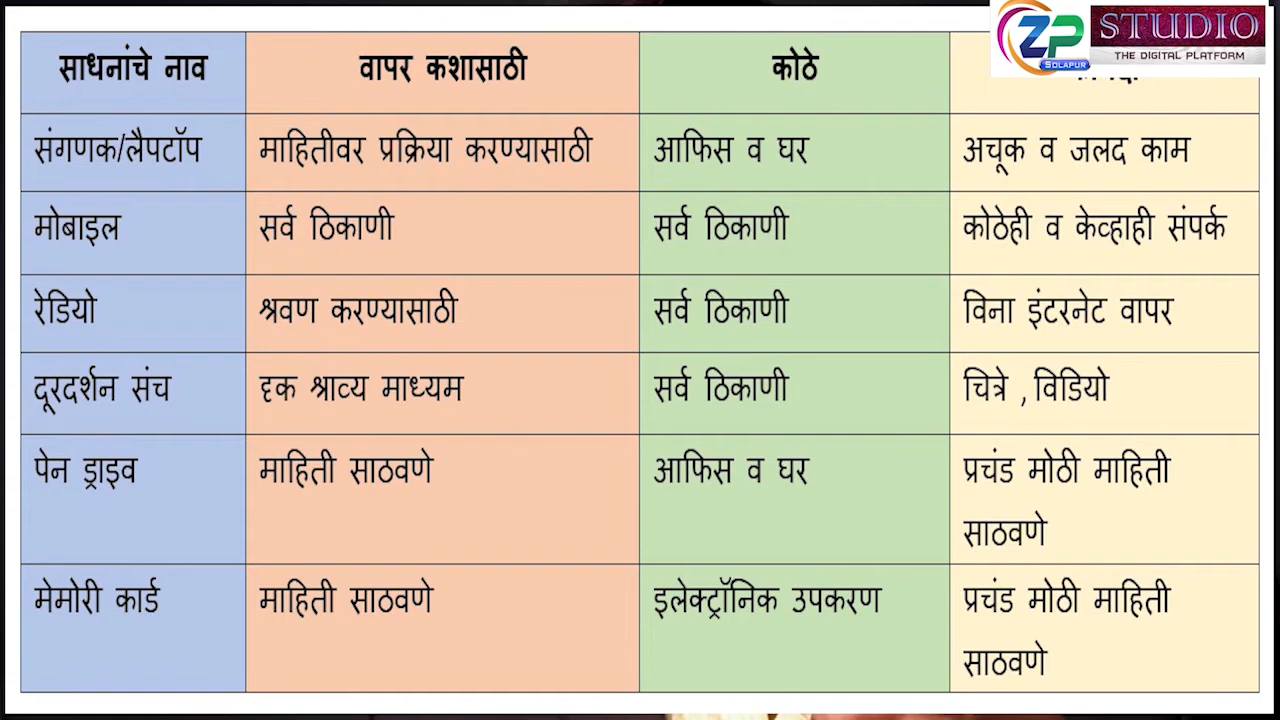 ZP STUDIO
SOLAPUR THE DIGITAL PLATFORM
साधनांचे नाव वापर कशासाठी कोठे
संगणक/लैपटॉप माहितीवर प्रक्रिया करण्यासाठी आफिस व घर अचूक व जलद काम
मोबाइल सर्व ठिकाणी सर्व ठिकाणी कोठेही व केव्हाही संपर्क
रेडियो श्रवण करण्यासाठी सर्व ठिकाणी विना इंटरनेट वापर
दूरदर्शन संच दृक श्राव्य माध्यम सर्व ठिकाणी चित्रे , विडियो
पेन ड्राइव माहिती साठवणे आफिस व घर प्रचंड मोठी माहिती
साठवणे
मेमोरी कार्ड माहिती साठवणे इलेक्ट्रॉनिक उपकरण प्रचंड मोठी माहिती
साठवणे